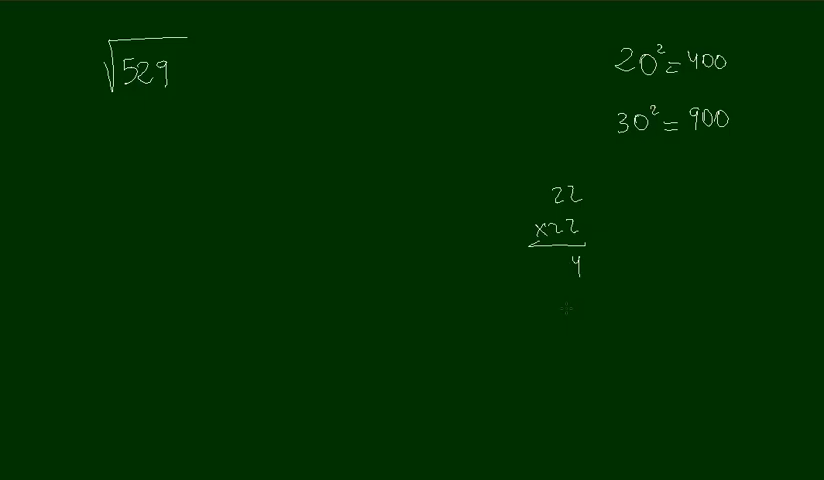 √529
20² = 400
30² = 900
22
x22
4